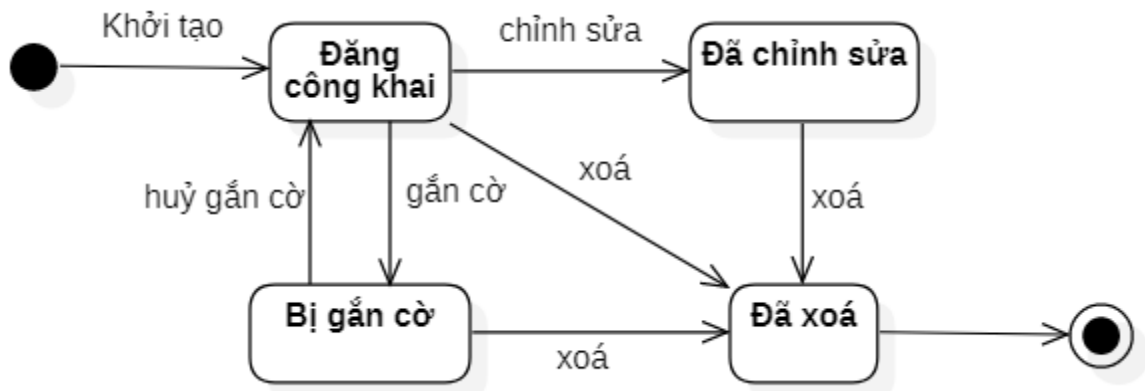 Khởi tạo
Đăng
công khai
chỉnh sửa
Đã chỉnh sửa
huỷ gắn cờ
gắn cờ
xoá
xoá
Bị gắn cờ
xoá
Đã xoá